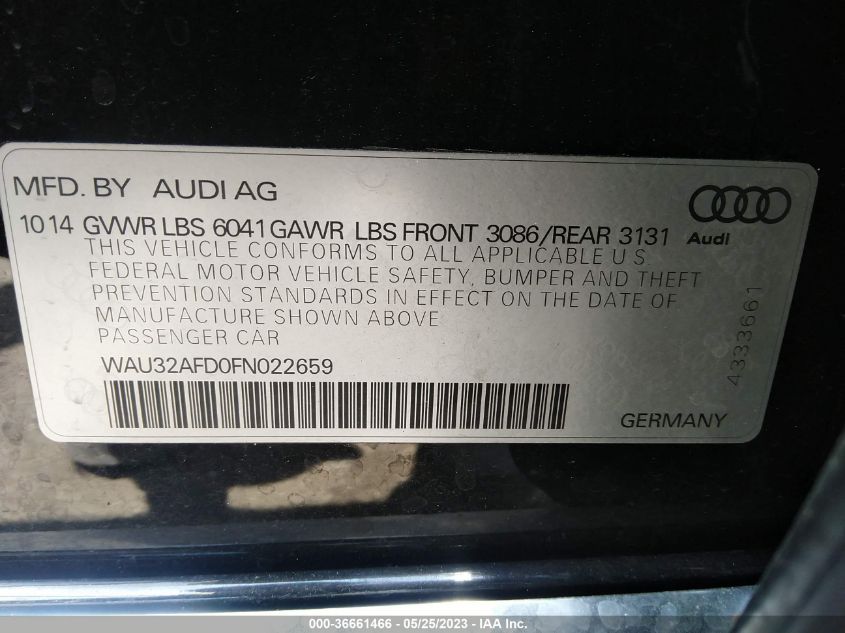 MFD. BY AUDI AG
10 14 GVWR LBS 6041 GAWR LBS FRONT 3086/REAR 3131
Audi
THIS VEHICLE CONFORMS TO ALL APPLICABLE U.S.
FEDERAL MOTOR VEHICLE SAFETY, BUMPER AND THEFT
PREVENTION STANDARDS IN EFFECT ON THE DATE OF
MANUFACTURE SHOWN ABOVE
PASSENGER CAR
WAU32AFD0FN022659
4333661
GERMANY
000-36661466 - 05/25/2023 - IAA Inc.